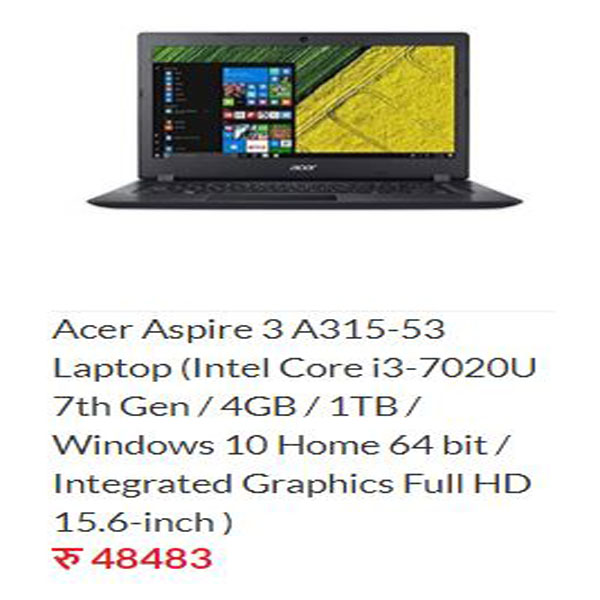 acer
Acer Aspire 3 A315-53
Laptop (Intel Core i3-7020U
7th Gen / 4GB / 1TB /
Windows 10 Home 64 bit /
Integrated Graphics Full HD
15.6-inch )
रु 48483